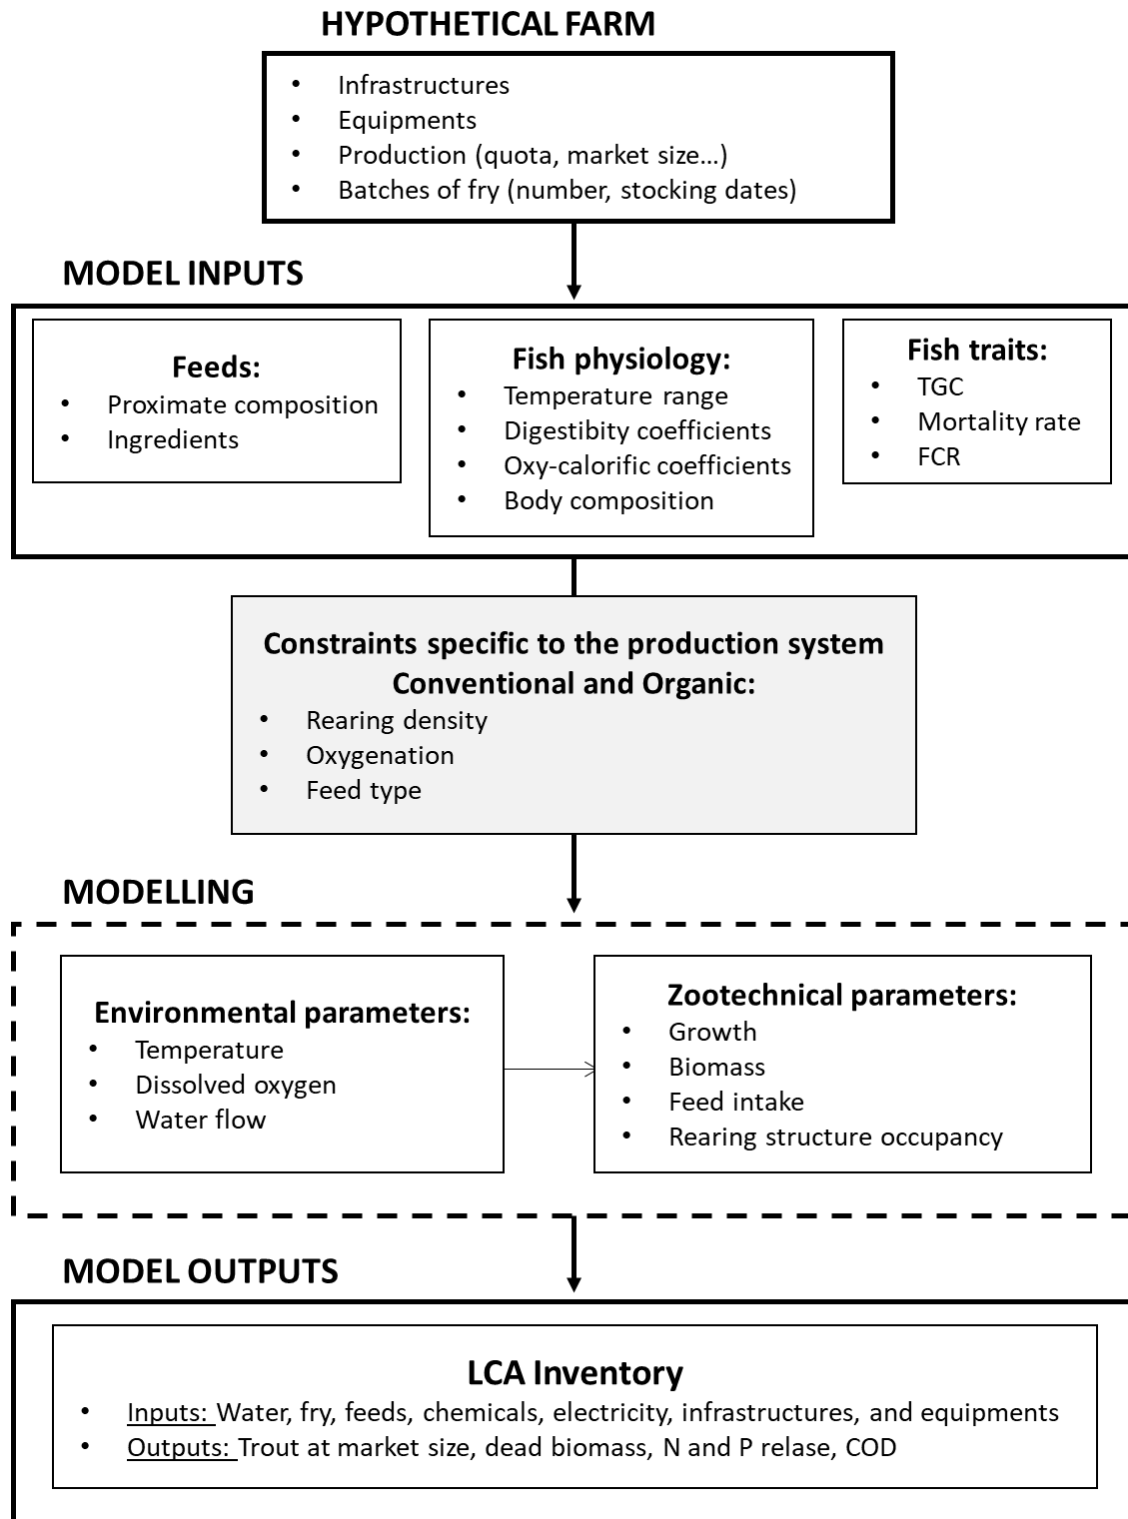 HYPOTHETICAL FARM
• Infrastructures
• Equipments
• Production (quota, market size...)
• Batches of fry (number, stocking dates)
MODEL INPUTS
Feeds:
• Proximate composition
• Ingredients
Fish physiology:
• Temperature range
• Digestibity coefficients
• Oxy-calorific coefficients
• Body composition
Fish traits:
• TGC
• Mortality rate
• FCR
Constraints specific to the production system
Conventional and Organic:
• Rearing density
• Oxygenation
• Feed type
MODELLING
Environmental parameters:
• Temperature
• Dissolved oxygen
• Water flow
Zootechnical parameters:
• Growth
• Biomass
• Feed intake
• Rearing structure occupancy
MODEL OUTPUTS
LCA Inventory
• Inputs: Water, fry, feeds, chemicals, electricity, infrastructures, and equipments
• Outputs: Trout at market size, dead biomass, N and P relase, COD